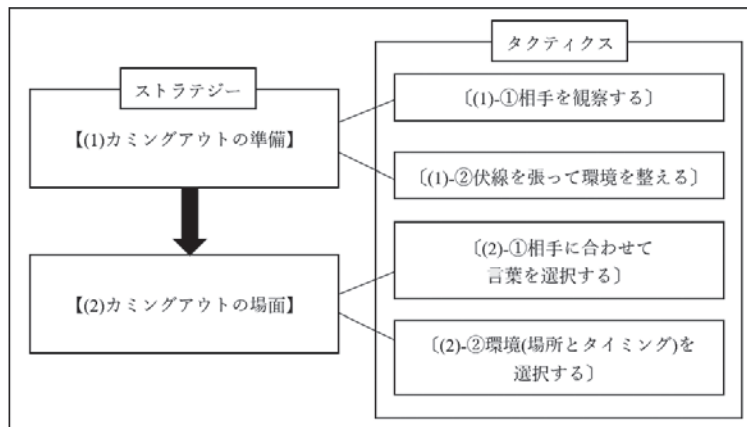 タクティクス
ストラテジー
【(1)カミングアウトの準備】
〔(1)-①相手を観察する〕
〔(1)-②伏線を張って環境を整える〕
【(2)カミングアウトの場面】
〔(2)-①相手に合わせて
言葉を選択する〕
〔(2)-②環境(場所とタイミング)を
選択する〕